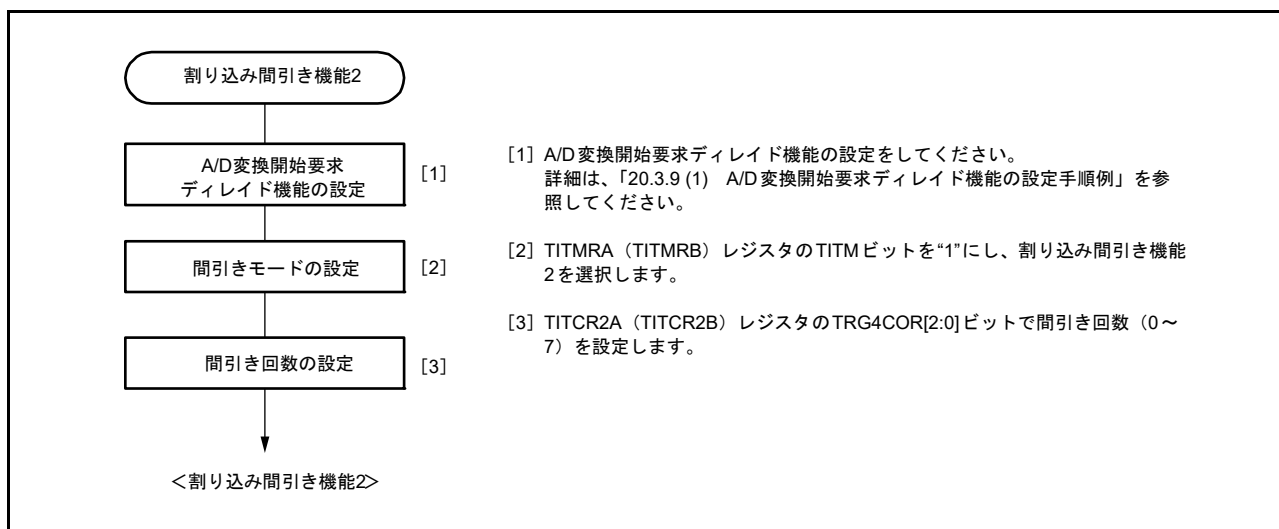 割り込み間引き機能2
A/D変換開始要求
ディレイド機能の設定
[1]
間引きモードの設定
[2]
間引き回数の設定
[3]
＜割り込み間引き機能2＞
[1] A/D変換開始要求ディレイド機能の設定をしてください。
詳細は、「20.3.9 (1) A/D変換開始要求ディレイド機能の設定手順例」を参
照してください。
[2] TITMRA（TITMRB）レジスタのTITMビットを“1”にし、割り込み間引き機能
2を選択します。
[3] TITCR2A（TITCR2B）レジスタのTRG4COR[2:0]ビットで間引き回数（0～
7）を設定します。